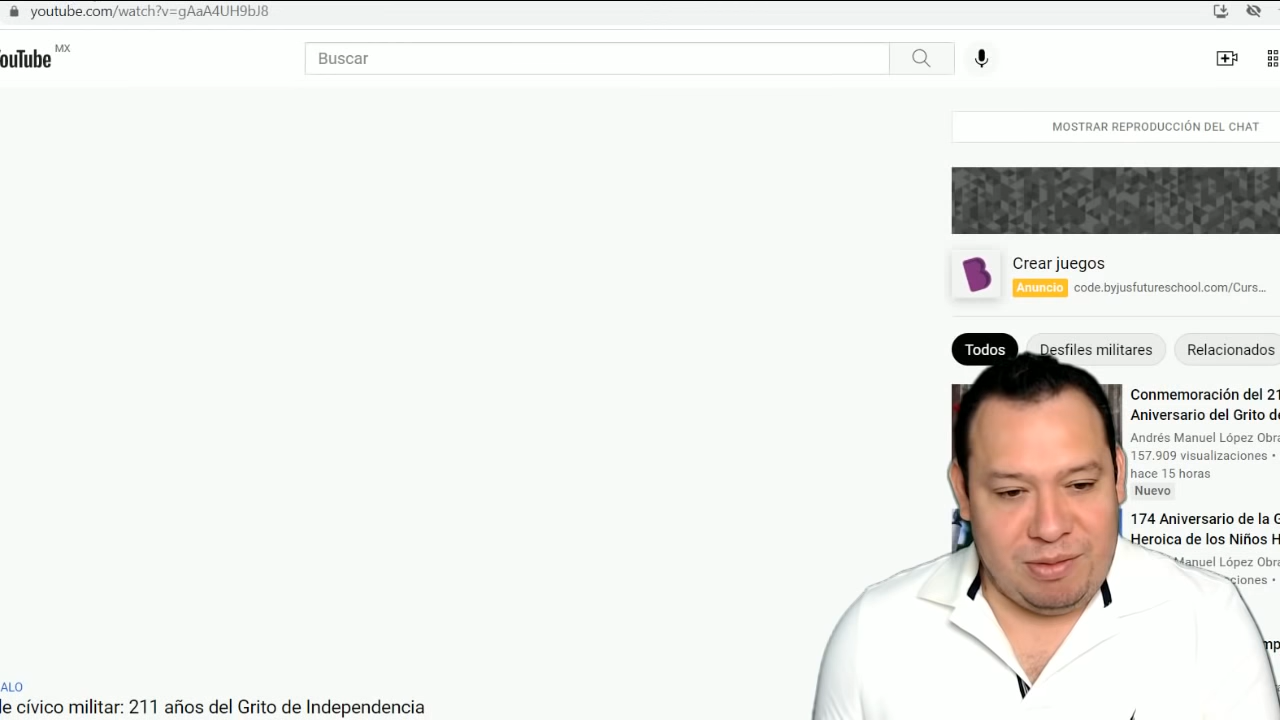 youtube.com/watch?v=gAaA4UH9bJ8
ouTube MX
Buscar
MOSTRAR REPRODUCCIÓN DEL CHAT
Crear juegos
Anuncio code.byjusfutureschool.com/Curs...
Todos Desfiles militares Relacionados
Conmemoración del 21
Aniversario del Grito d
Andrés Manuel López Obra
157.909 visualizaciones •
hace 15 horas
Nuevo
174 Aniversario de la G
Heroica de los Niños H
Manuel López Obra
ciones •
mp
ALO
le cívico militar: 211 años del Grito de Independencia